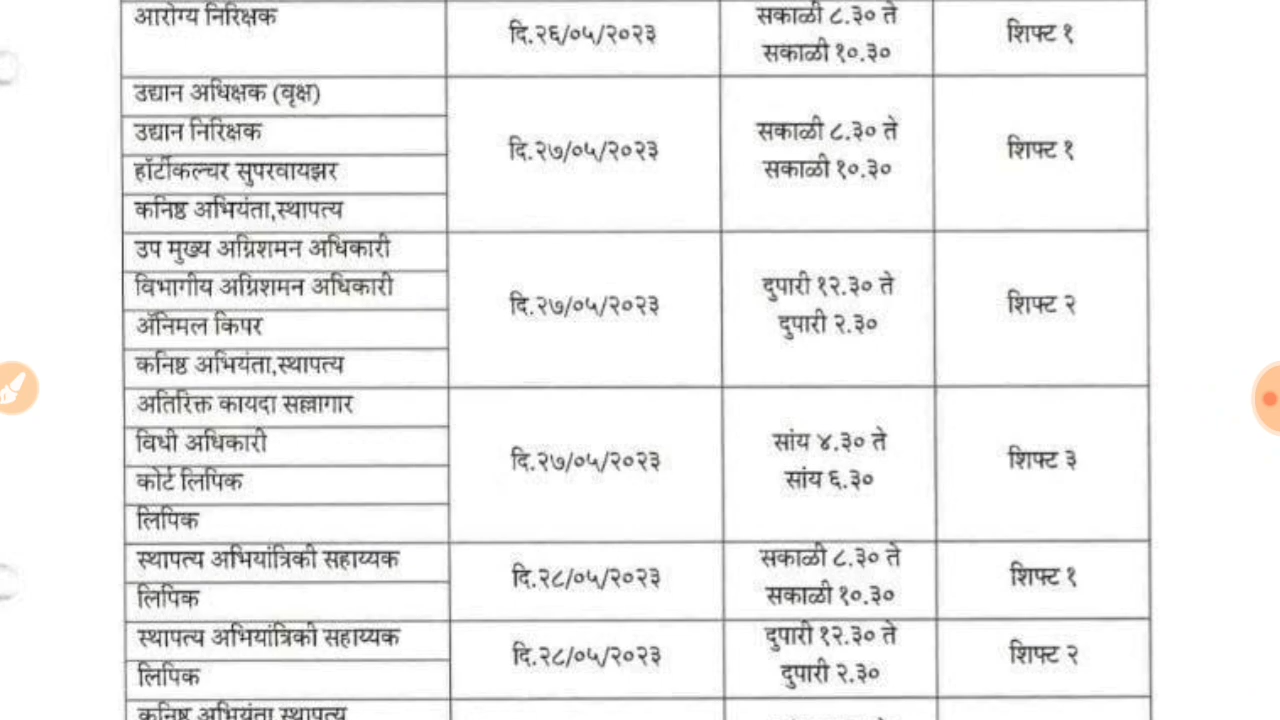 आरोग्य निरिक्षक
दि.२६/०५/२०२३
सकाळी ८.३० ते
सकाळी १०.३०
शिफ्ट १
उद्यान अधिक्षक (वृक्ष)
उद्यान निरिक्षक
हॉर्टीकल्चर सुपरवायझर
कनिष्ठ अभियंता,स्थापत्य
दि.२७/०५/२०२३
सकाळी ८.३० ते
सकाळी १०.३०
शिफ्ट १
उप मुख्य अग्निशमन अधिकारी
विभागीय अग्निशमन अधिकारी
ॲनिमल किपर
कनिष्ठ अभियंता,स्थापत्य
दि.२७/०५/२०२३
दुपारी १२.३० ते
दुपारी २.३०
शिफ्ट २
अतिरिक्त कायदा सल्लागार
विधी अधिकारी
कोर्ट लिपिक
लिपिक
दि.२७/०५/२०२३
सांय ४.३० ते
सांय ६.३०
शिफ्ट ३
स्थापत्य अभियांत्रिकी सहाय्यक
लिपिक
दि.२८/०५/२०२३
सकाळी ८.३० ते
सकाळी १०.३०
शिफ्ट १
स्थापत्य अभियांत्रिकी सहाय्यक
लिपिक
दि.२८/०५/२०२३
दुपारी १२.३० ते
दुपारी २.३०
शिफ्ट २
कनिष्ठ अभियंता स्थापत्य